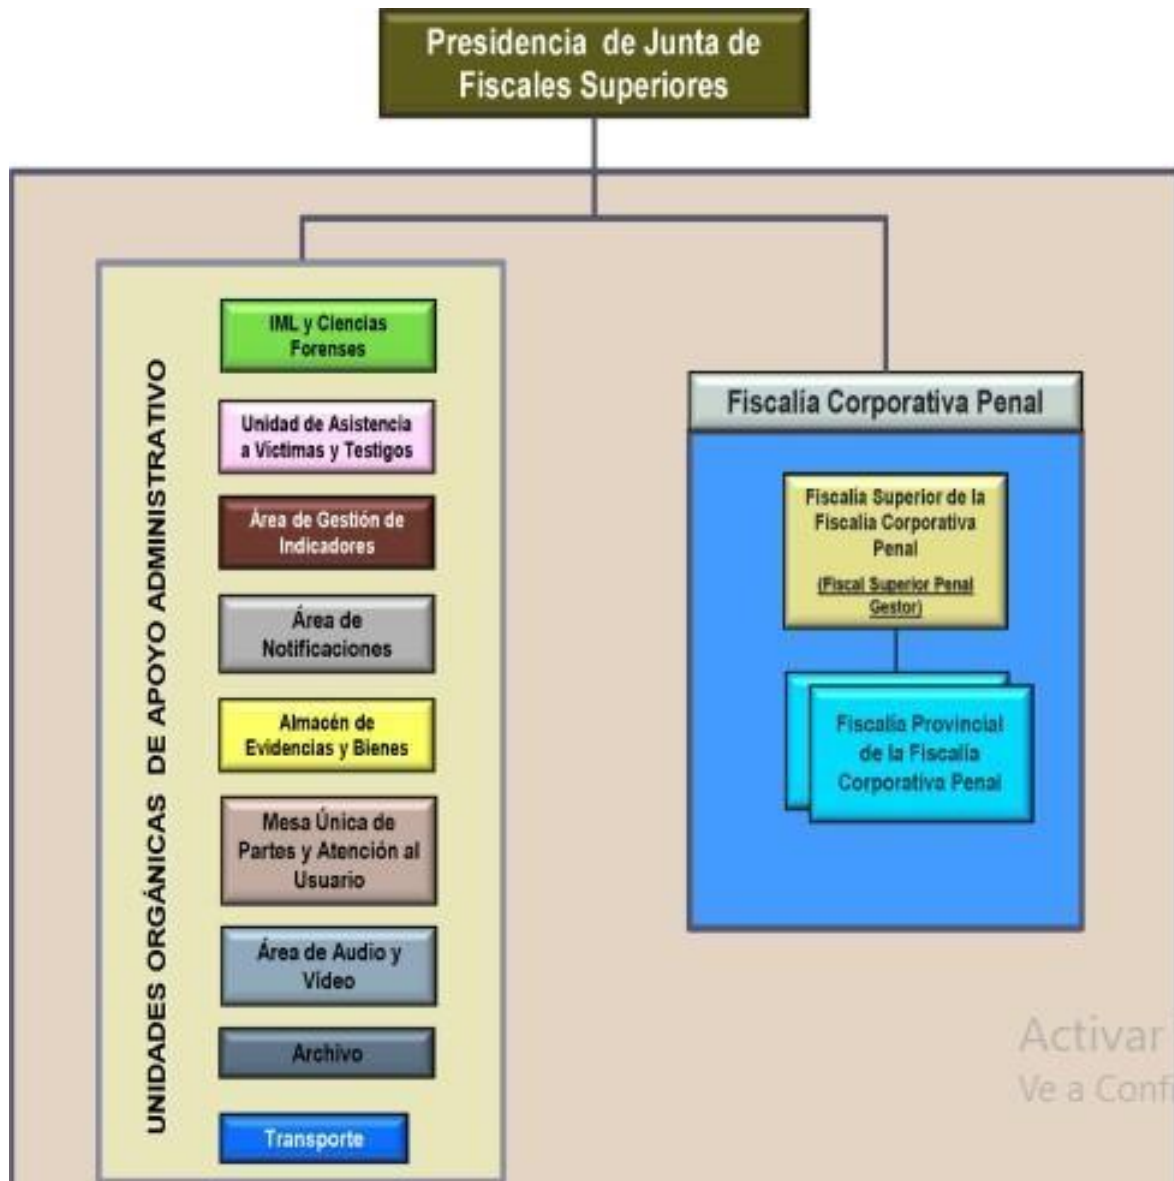 Presidencia de Junta de
Fiscales Superiores
UNIDADES ORGÁNICAS DE APOYO ADMINISTRATIVO
IML y Ciencias
Forenses
Unidad de Asistencia
a Victimas y Testigos
Área de Gestión de
Indicadores
Área de
Notificaciones
Almacén de
Evidencias y Bienes
Mesa Única de
Partes y Atención al
Usuario
Área de Audio y
Video
Archivo
Transporte
Fiscalía Corporativa Penal
Fiscalía Superior de la
Fiscalía Corporativa
Penal
(Fiscal Superior Penal
Gestor)
Fiscalía Provincial
de la Fiscalía
Corporativa Penal
Activar
Ve a Confi